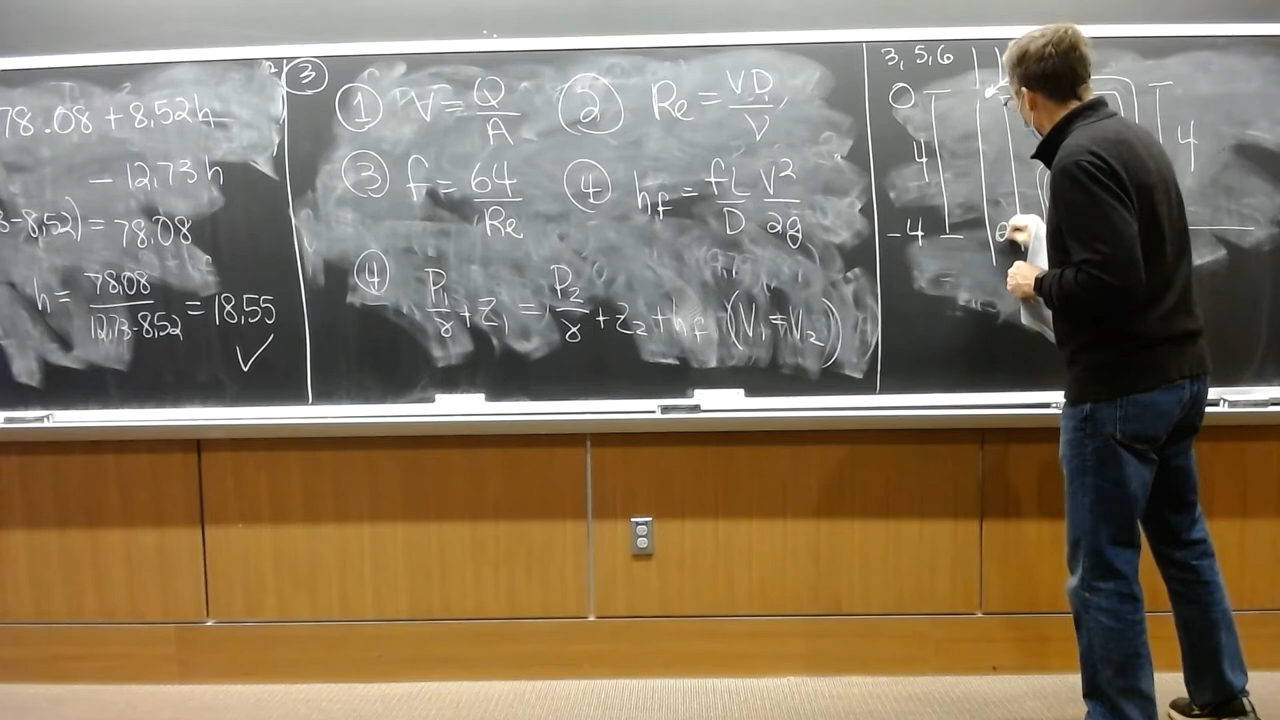 78.08 + 8,52h
- 12,73h
3-8,52) = 78.08
h = 78,08 / 12,73-8,52 = 18,55 ✓
③
① V = Q/A ② Re = VD/ν
③ f = 64/Re ④ hf = fL/D V²/2g
④ P₁/γ + Z₁ = P₂/γ + Z₂ + hf (V₁ = V₂)
3, 5, 6
0
4 4
-4